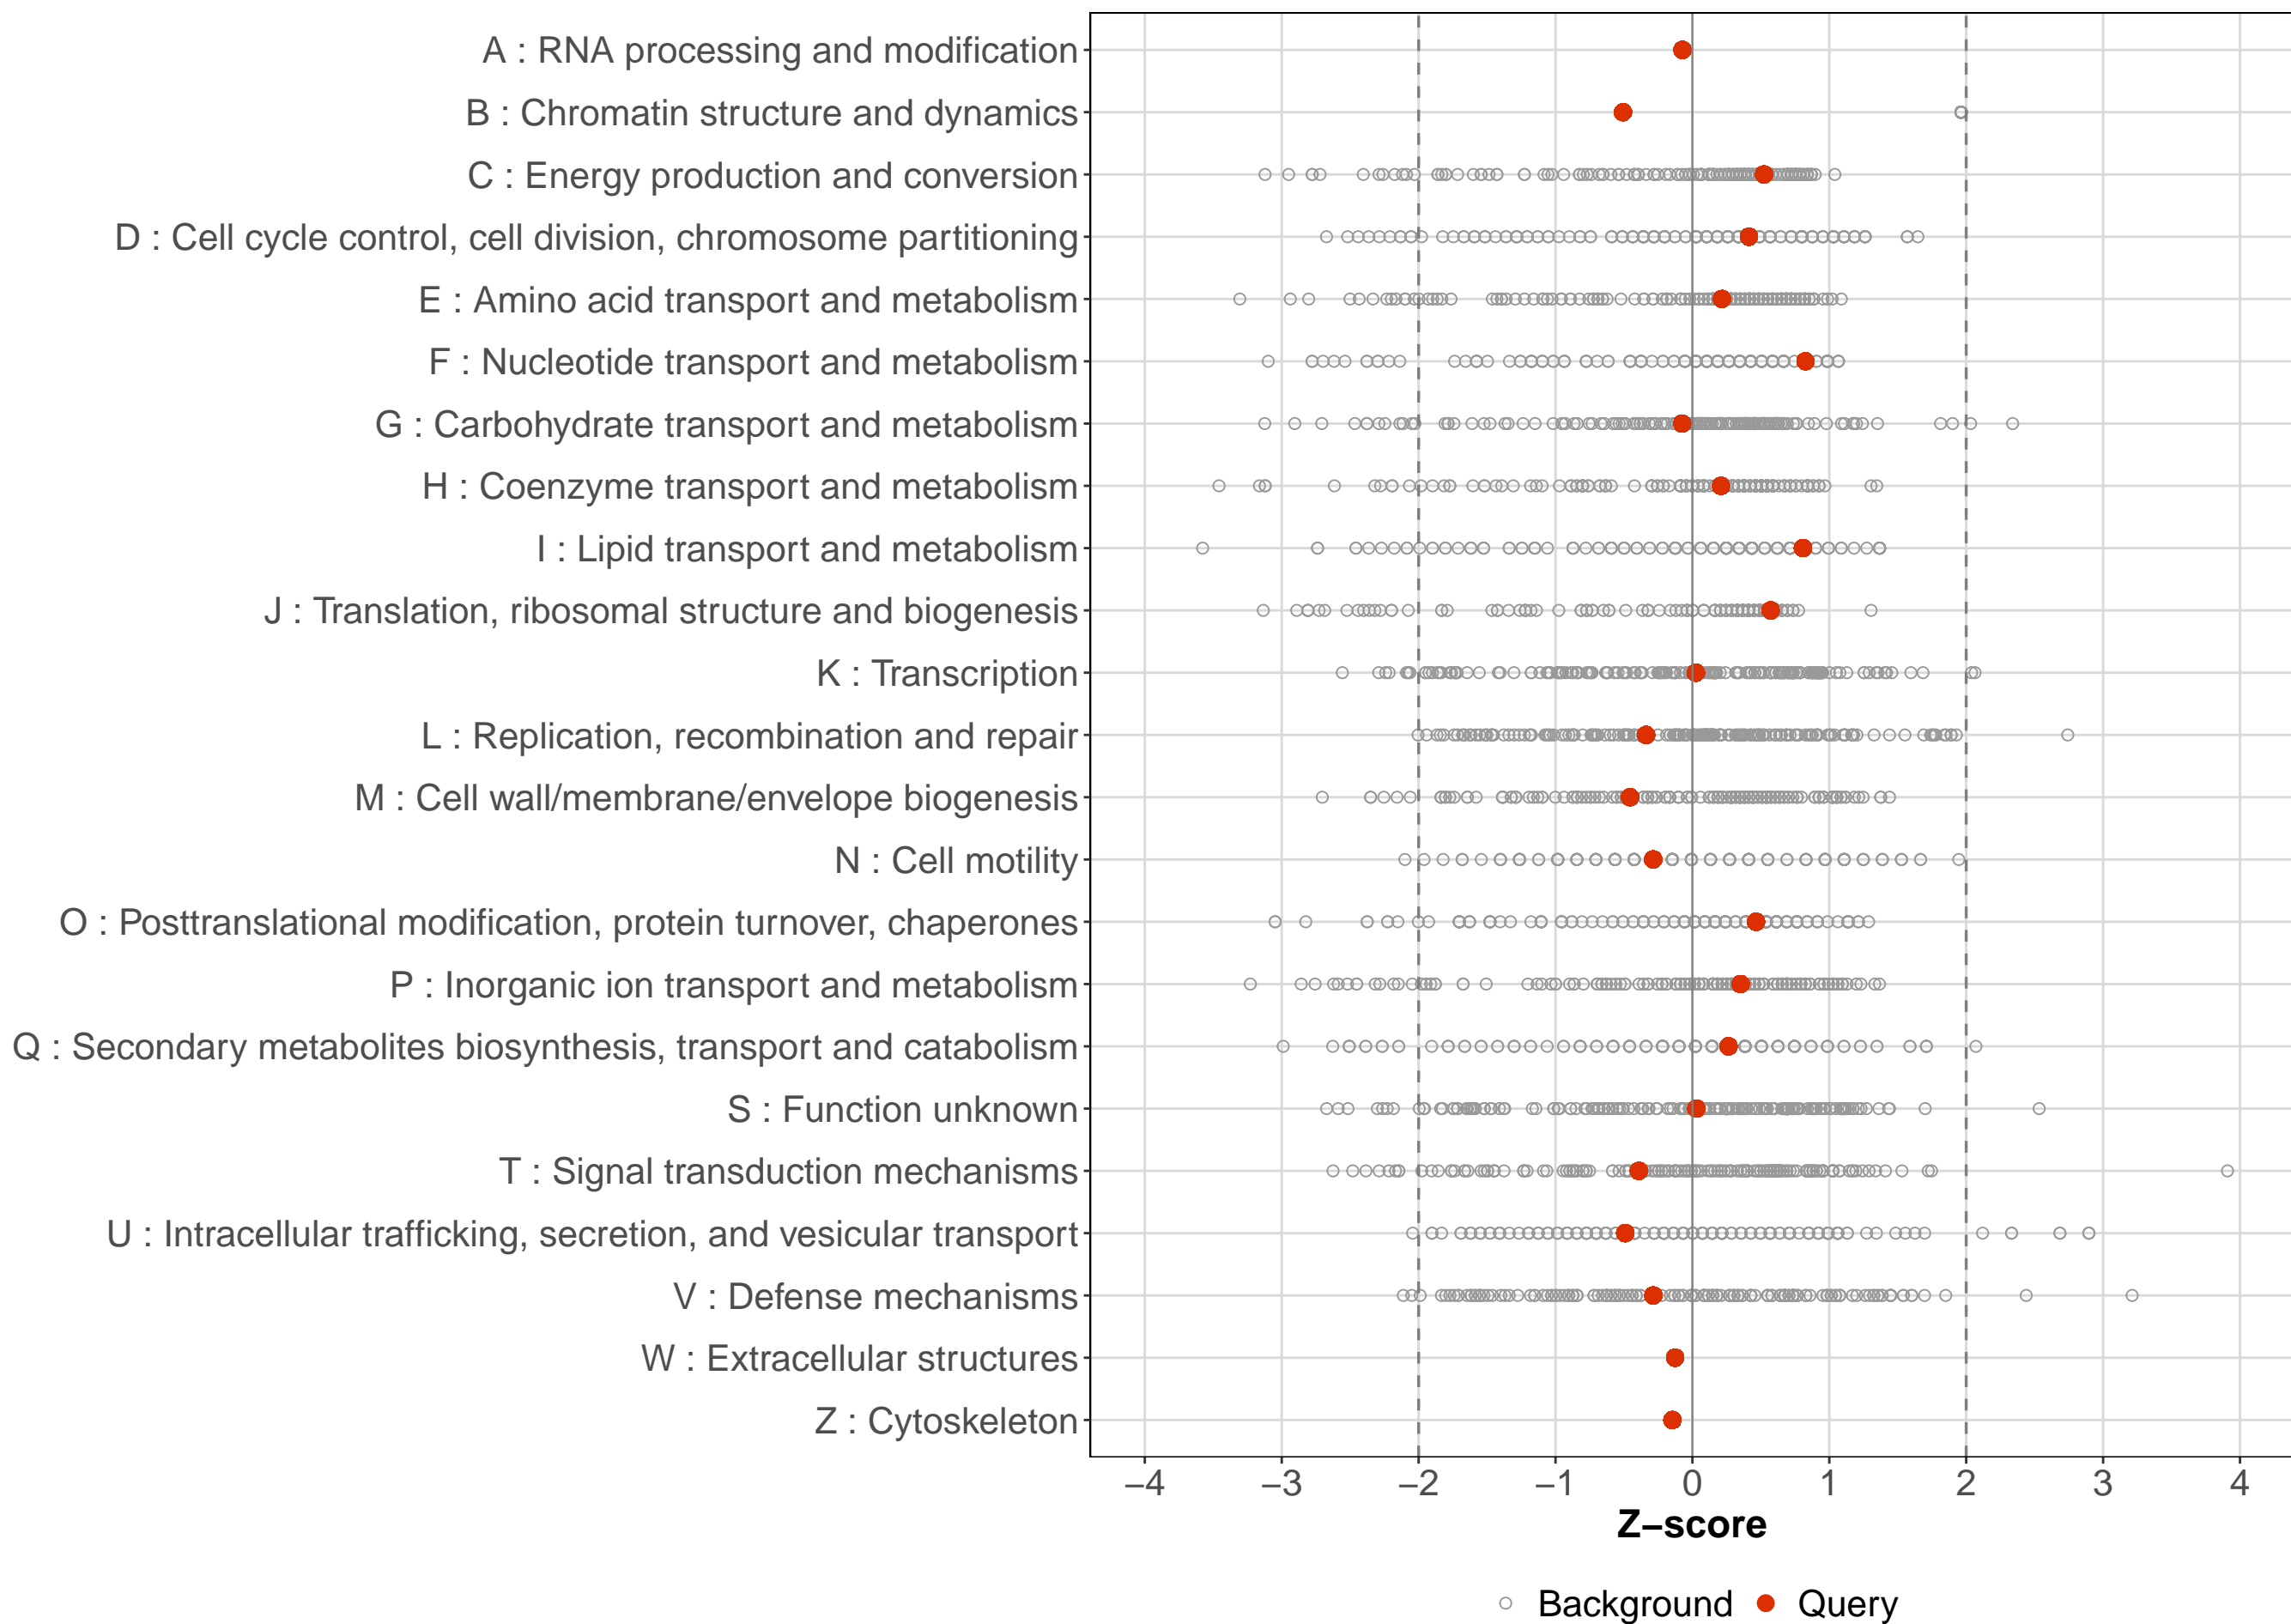 A : RNA processing and modification
B : Chromatin structure and dynamics
C : Energy production and conversion
D : Cell cycle control, cell division, chromosome partitioning
E : Amino acid transport and metabolism
F : Nucleotide transport and metabolism
G : Carbohydrate transport and metabolism
H : Coenzyme transport and metabolism
I : Lipid transport and metabolism
J : Translation, ribosomal structure and biogenesis
K : Transcription
L : Replication, recombination and repair
M : Cell wall/membrane/envelope biogenesis
N : Cell motility
O : Posttranslational modification, protein turnover, chaperones
P : Inorganic ion transport and metabolism
Q : Secondary metabolites biosynthesis, transport and catabolism
S : Function unknown
T : Signal transduction mechanisms
U : Intracellular trafficking, secretion, and vesicular transport
V : Defense mechanisms
W : Extracellular structures
Z : Cytoskeleton
−4 −3 −2 −1 0 1 2 3 4
Z−score
Background Query